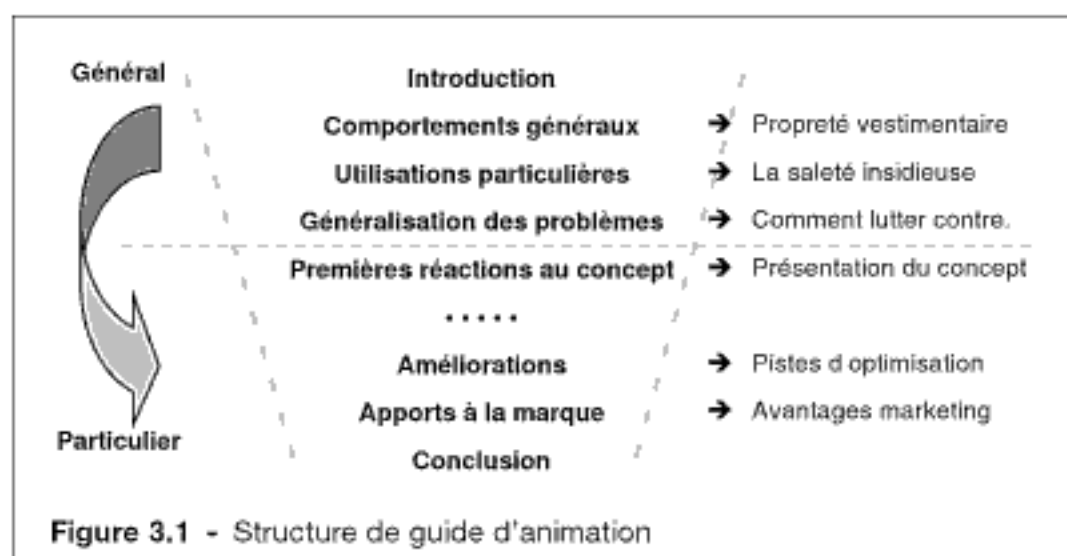 Général
Introduction
Comportements généraux → Propreté vestimentaire
Utilisations particulières → La saleté insidieuse
Généralisation des problèmes → Comment lutter contre.
Premières réactions au concept → Présentation du concept
.....
Améliorations → Pistes d optimisation
Apports à la marque → Avantages marketing
Particulier
Conclusion
Figure 3.1 - Structure de guide d'animation